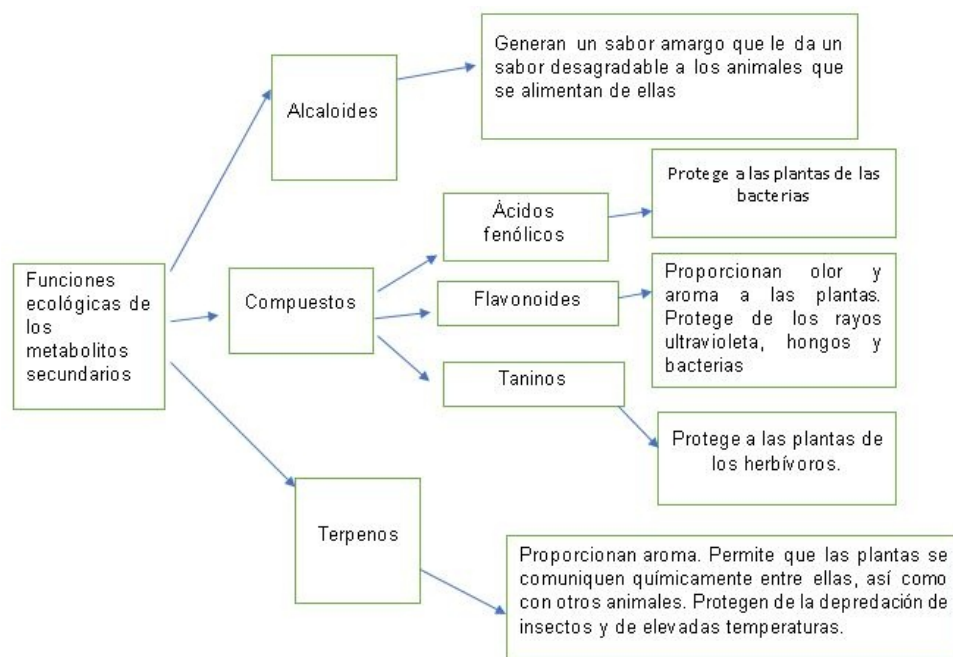 Generan un sabor amargo que le da un
sabor desagradable a los animales que
se alimentan de ellas
Alcaloides
Protege a las plantas de las
bacterias
Ácidos
fenólicos
Funciones
ecológicas de
los
metabolitos
secundarios
Compuestos
Flavonoides
Proporcionan olor y
aroma a las plantas.
Protege de los rayos
ultravioleta, hongos y
bacterias
Taninos
Protege a las plantas de
los herbívoros.
Terpenos
Proporcionan aroma. Permite que las plantas se
comuniquen químicamente entre ellas, así como
con otros animales. Protegen de la depredación de
insectos y de elevadas temperaturas.